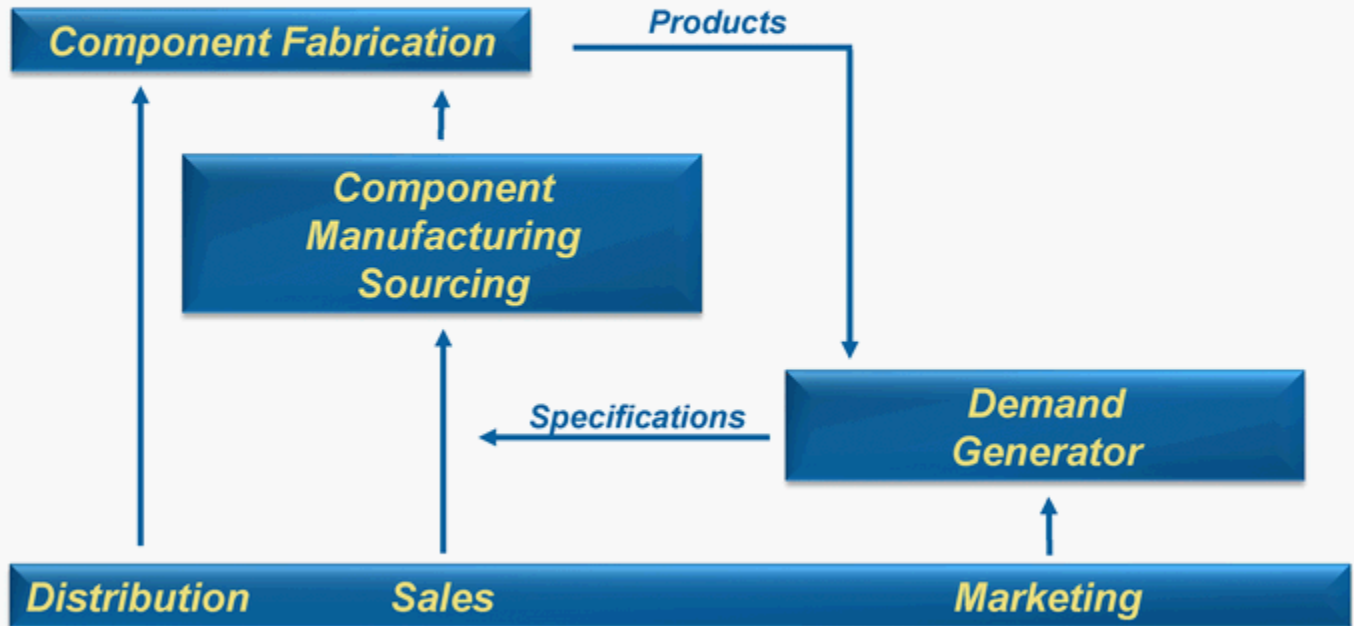 Products
Component Fabrication
Component
Manufacturing
Sourcing
Demand
Generator
Specifications
Distribution Sales Marketing